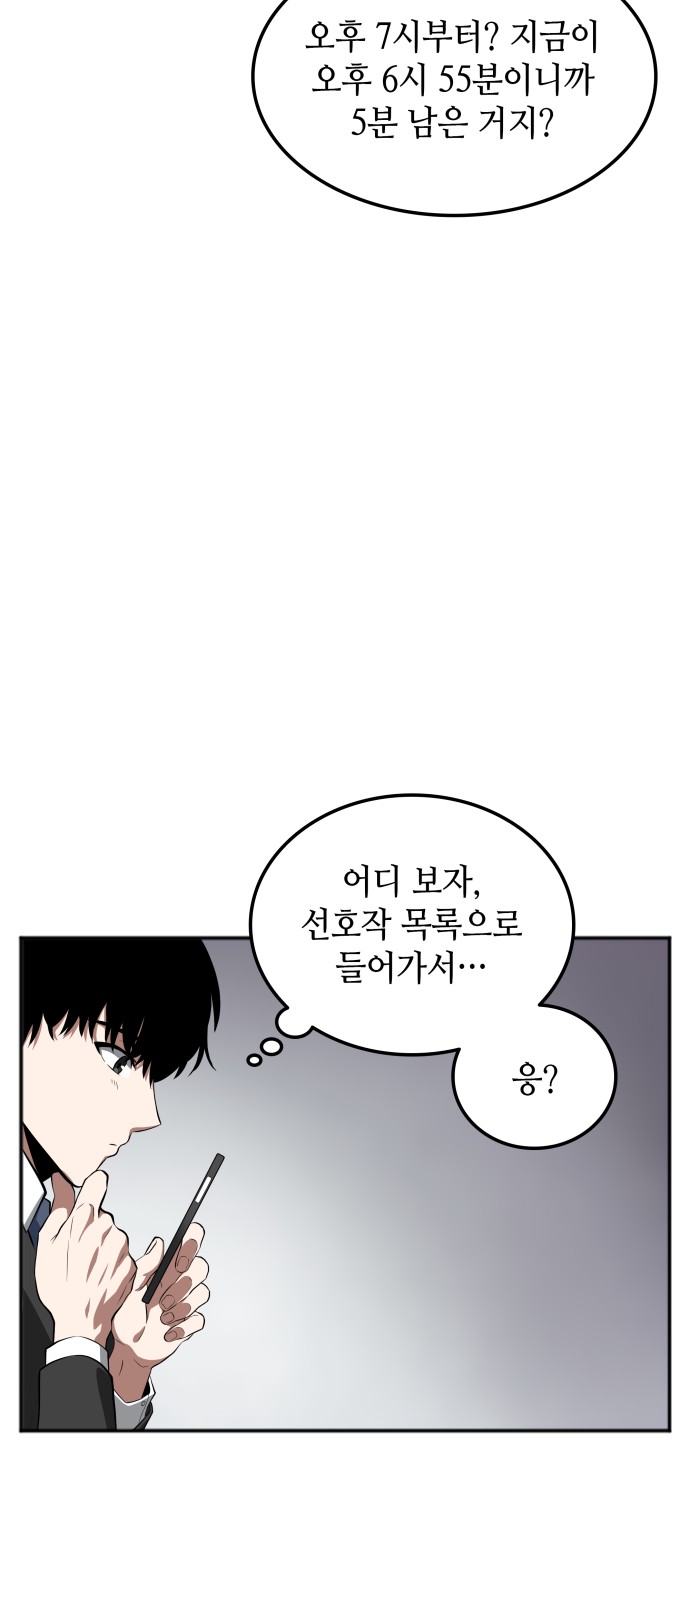 오후 7시부터? 지금이
오후 6시 55분이니까
5분 남은 거지?
어디 보자,
선호작 목록으로
들어가서…
응?